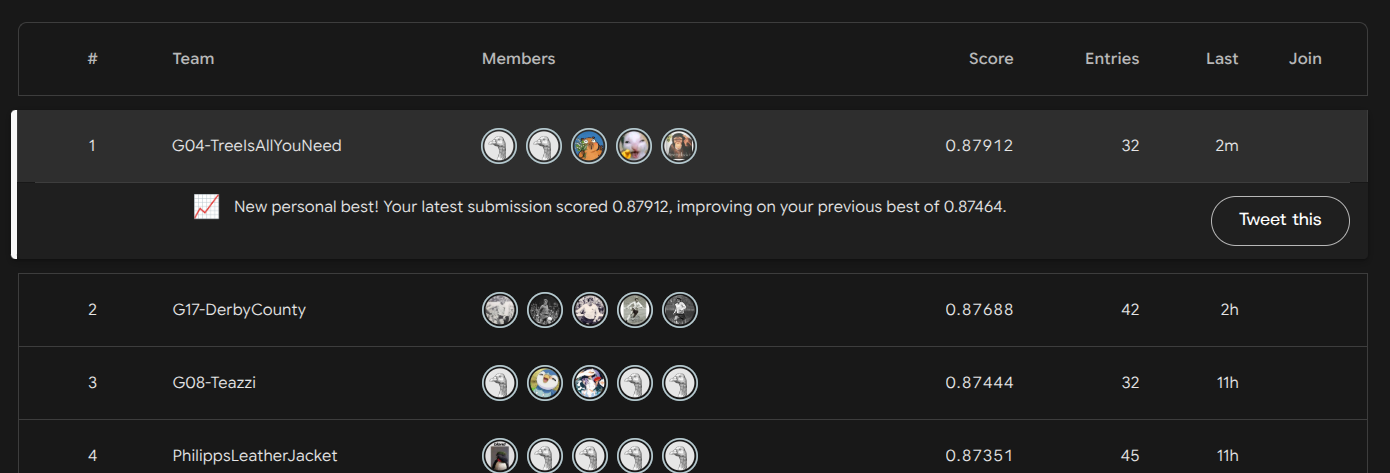 # Team Members Score Entries Last Join
1 G04-TreeIsAllYouNeed 0.87912 32 2m
New personal best! Your latest submission scored 0.87912, improving on your previous best of 0.87464. Tweet this
2 G17-DerbyCounty 0.87688 42 2h
3 G08-Teazzi 0.87444 32 11h
4 PhilippsLeatherJacket 0.87351 45 11h